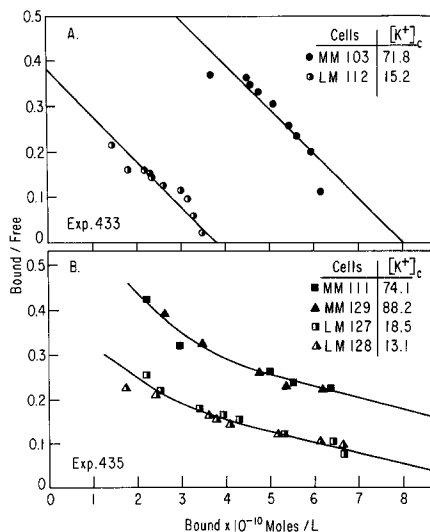 0.5
A.
Cells [K⁺]c
● MM 103 71.8
◑ LM 112 15.2
0.4
0.3
0.2
0.1
Exp. 433
0
Bound / Free
B.
Cells [K⁺]c
■ MM 111 74.1
▲ MM 129 88.2
◨ LM 127 18.5
◮ LM 128 13.1
0.5
0.4
0.3
0.2
0.1
Exp. 435
0
0 1 2 3 4 5 6 7 8
Bound x 10⁻¹⁰ Moles / L